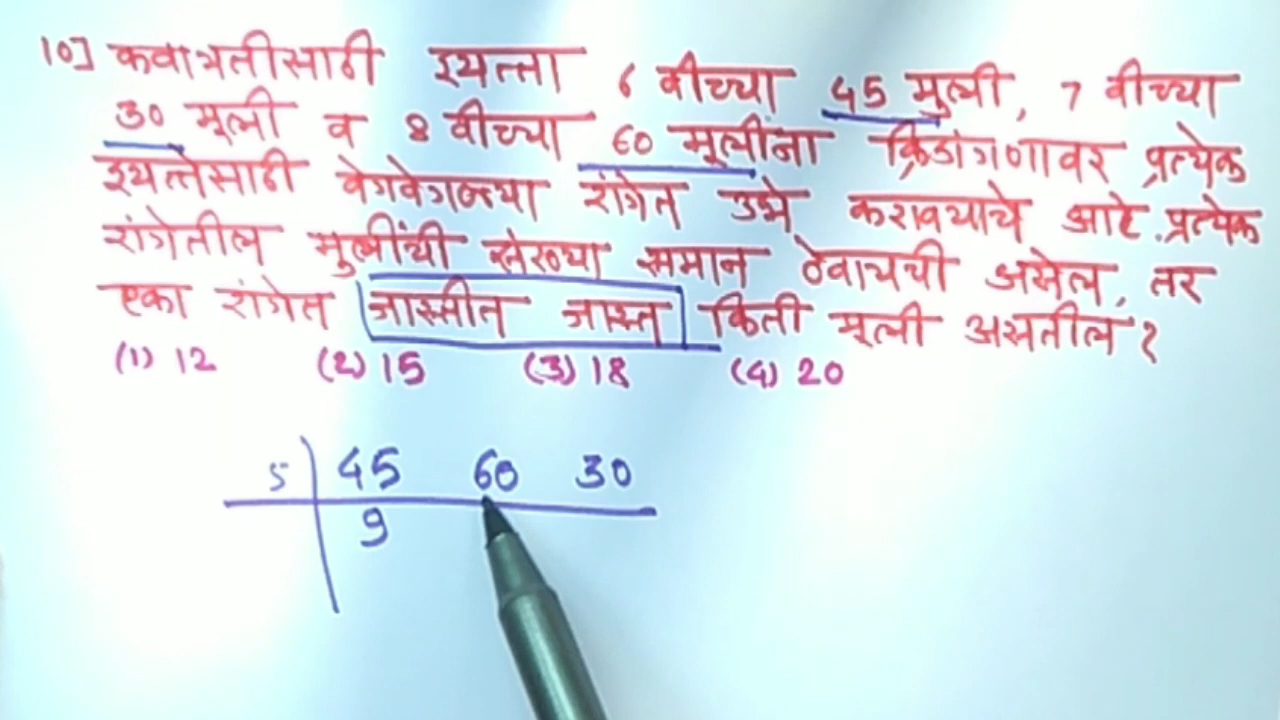 10] कवायतीसाठी इयत्ता 6 वीच्या 45 मुली, 7 वीच्या
30 मुली व 8 वीच्या 60 मुलींना क्रिडांगणावर प्रत्येक
इयत्तेसाठी वेगवेगळ्या रांगेत उभे करावयाचे आहे. प्रत्येक
रांगेतील मुलींची संख्या समान ठेवायची असेल, तर
एका रांगेत जास्तीत जास्त किती मुली असतील?
(1) 12 (2) 15 (3) 18 (4) 20
5 45 60 30
9